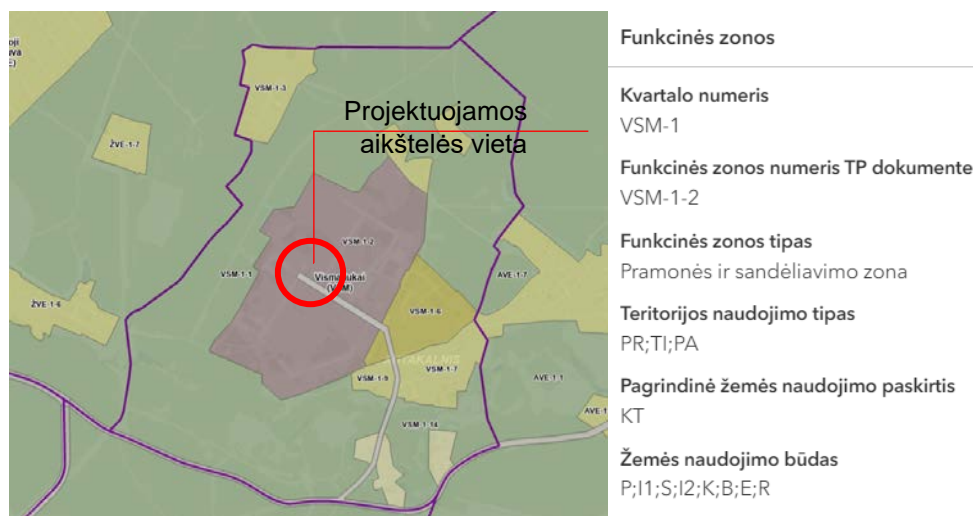 VSM-1-3
Projektuojamos
aikštelės vieta
ŽVE-1-7
VSM-1-2
VSM-1-1
(VSM)
AVE-1-7
ŽVE-1-6
VSM-1-6
VSM-1-9
VSM-1-7
AVE-1-1
VSM-1-14
Funkcinės zonos
Kvartalo numeris
VSM-1
Funkcinės zonos numeris TP dokumente
VSM-1-2
Funkcinės zonos tipas
Pramonės ir sandėliavimo zona
Teritorijos naudojimo tipas
PR;TI;PA
Pagrindinė žemės naudojimo paskirtis
KT
Žemės naudojimo būdas
P;I1;S;I2;K;B;E;R